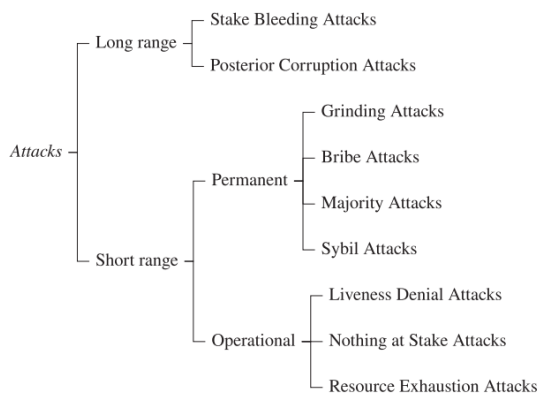 Stake Bleeding Attacks
Long range
Posterior Corruption Attacks
Grinding Attacks
Attacks
Bribe Attacks
Permanent
Majority Attacks
Sybil Attacks
Short range
Liveness Denial Attacks
Operational
Nothing at Stake Attacks
Resource Exhaustion Attacks